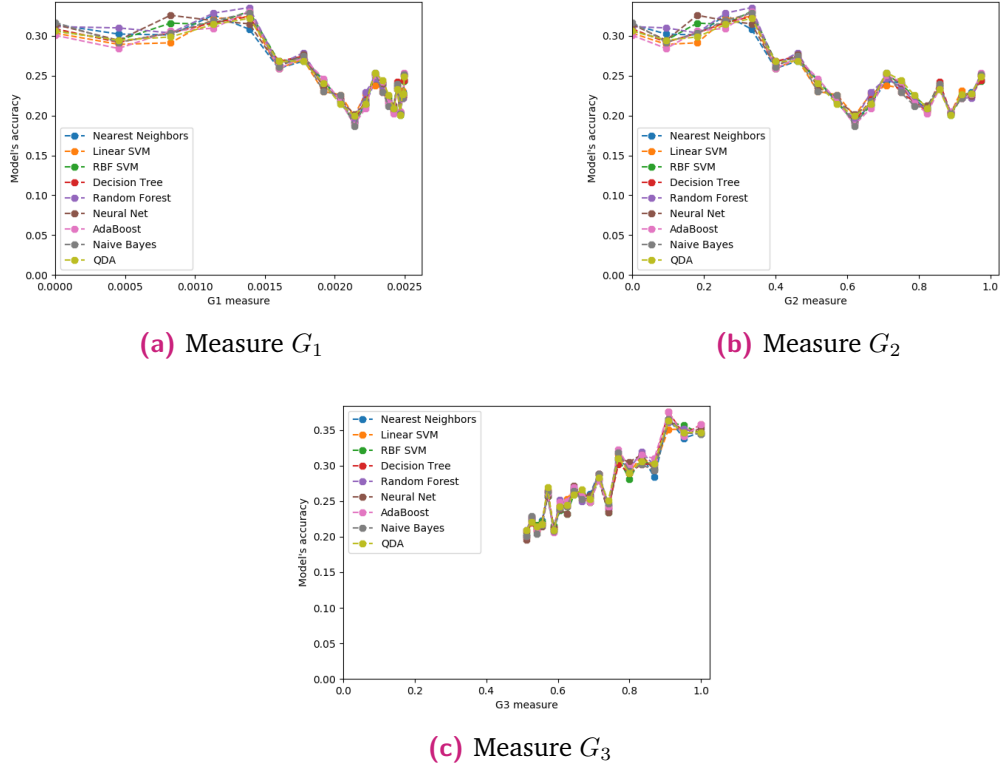 0.30
0.25
0.20
0.15
0.10
0.05
0.00
Model's accuracy
Nearest Neighbors
Linear SVM
RBF SVM
Decision Tree
Random Forest
Neural Net
AdaBoost
Naive Bayes
QDA
0.0000 0.0005 0.0010 0.0015 0.0020 0.0025
G1 measure
(a) Measure G₁
0.30
0.25
0.20
0.15
0.10
0.05
0.00
Model's accuracy
Nearest Neighbors
Linear SVM
RBF SVM
Decision Tree
Random Forest
Neural Net
AdaBoost
Naive Bayes
QDA
0.0 0.2 0.4 0.6 0.8 1.0
G2 measure
(b) Measure G₂
0.35
0.30
0.25
0.20
0.15
0.10
0.05
0.00
Model's accuracy
Nearest Neighbors
Linear SVM
RBF SVM
Decision Tree
Random Forest
Neural Net
AdaBoost
Naive Bayes
QDA
0.0 0.2 0.4 0.6 0.8 1.0
G3 measure
(c) Measure G₃